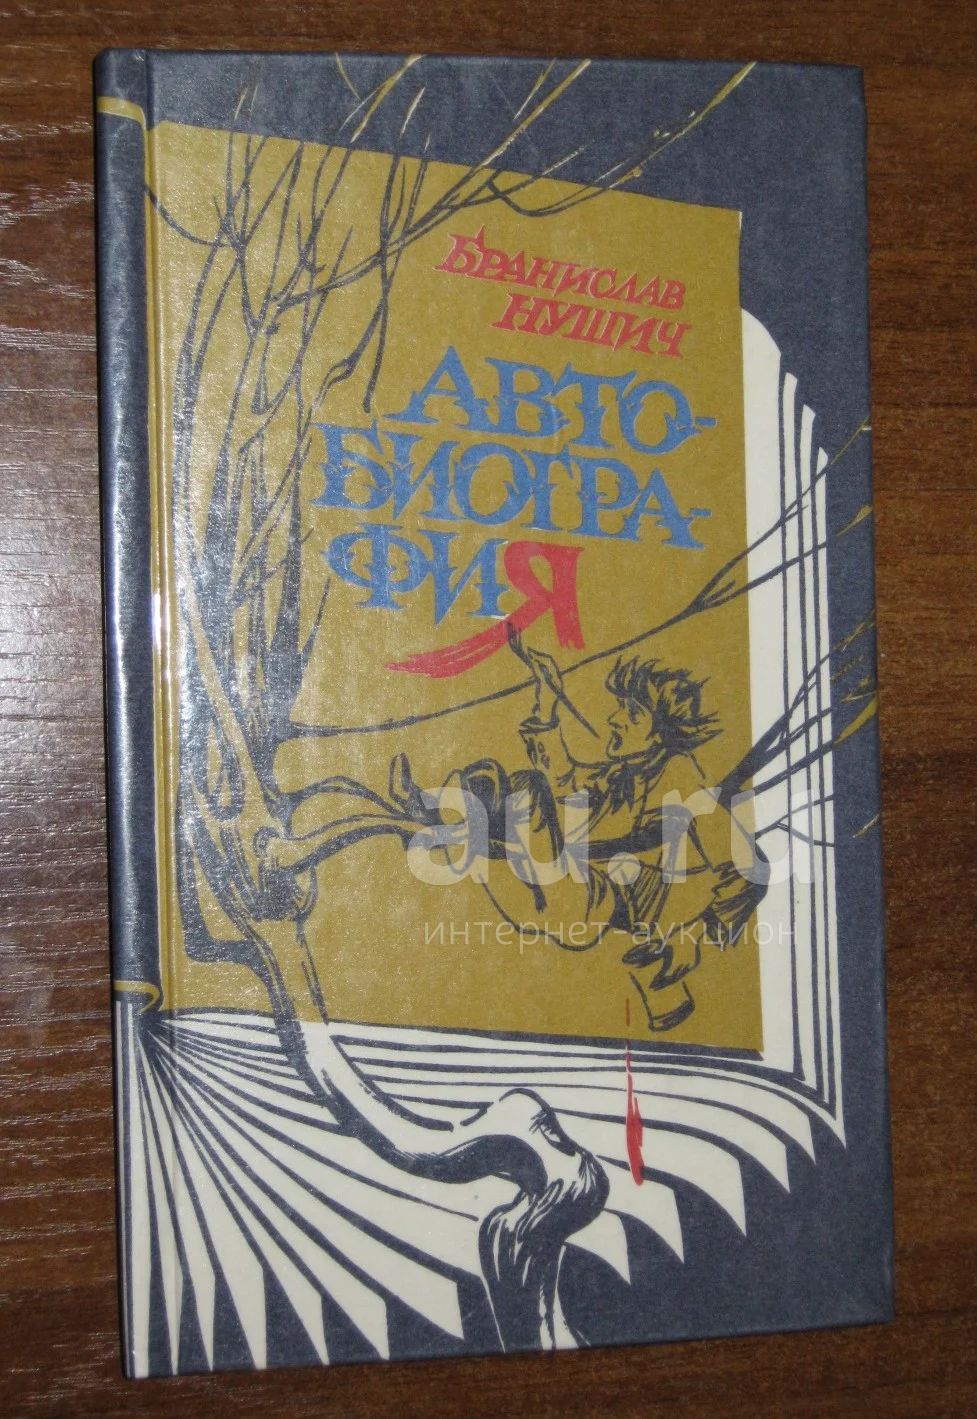 БРАНИСЛАВ
НУШИЧ
АВТО-
БИОГРА-
ФИЯ
au.ru
интернет-аукцион